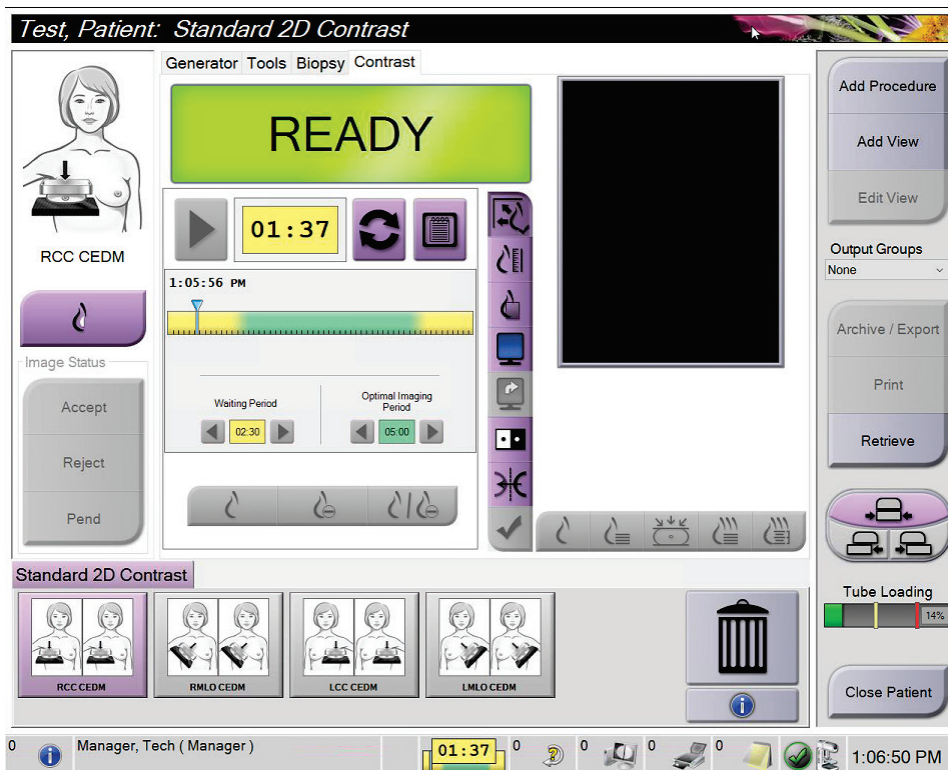 Test, Patient: Standard 2D Contrast
Generator Tools Biopsy Contrast
READY
01:37
1:05:56 PM
Waiting Period
02:30
Optimal Imaging
Period
05:00
RCC CEDM
Image Status
Accept
Reject
Pend
Add Procedure
Add View
Edit View
Output Groups
None
Archive / Export
Print
Retrieve
Tube Loading
14%
Close Patient
Standard 2D Contrast
RCC CEDM
RMLO CEDM
LCC CEDM
LMLO CEDM
0
Manager, Tech ( Manager )
01:37
0
0
0
1:06:50 PM